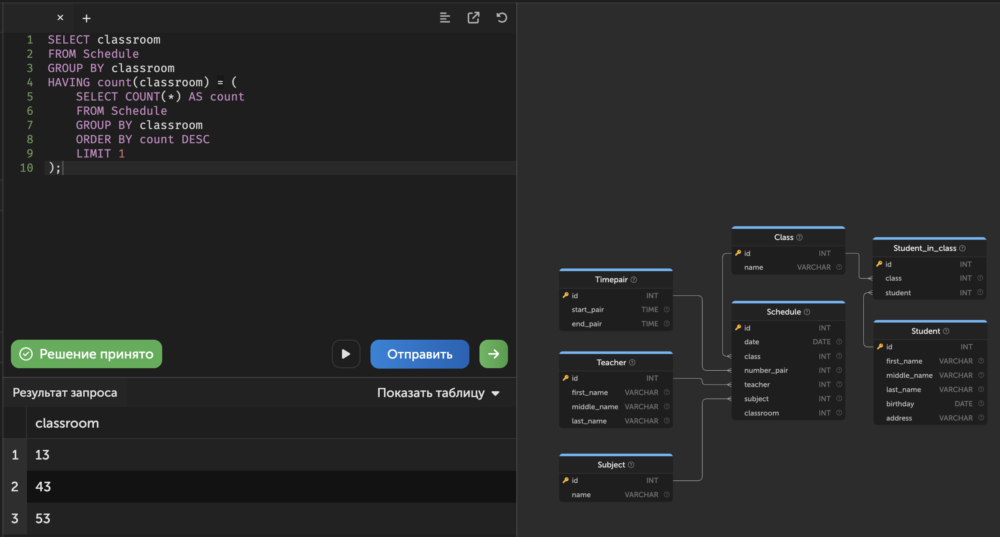 1 SELECT classroom
2 FROM Schedule
3 GROUP BY classroom
4 HAVING count(classroom) = (
5 SELECT COUNT(*) AS count
6 FROM Schedule
7 GROUP BY classroom
8 ORDER BY count DESC
9 LIMIT 1
10 );
Решение принято
Отправить
Результат запроса
Показать таблицу
classroom
1 13
2 43
3 53
Timepair
id INT
start_pair TIME
end_pair TIME
Teacher
id INT
first_name VARCHAR
middle_name VARCHAR
last_name VARCHAR
Subject
id INT
name VARCHAR
Class
id INT
name VARCHAR
Schedule
id INT
date DATE
class INT
number_pair INT
teacher INT
subject INT
classroom INT
Student_in_class
id INT
class INT
student INT
Student
id INT
first_name VARCHAR
middle_name VARCHAR
last_name VARCHAR
birthday DATE
address VARCHAR